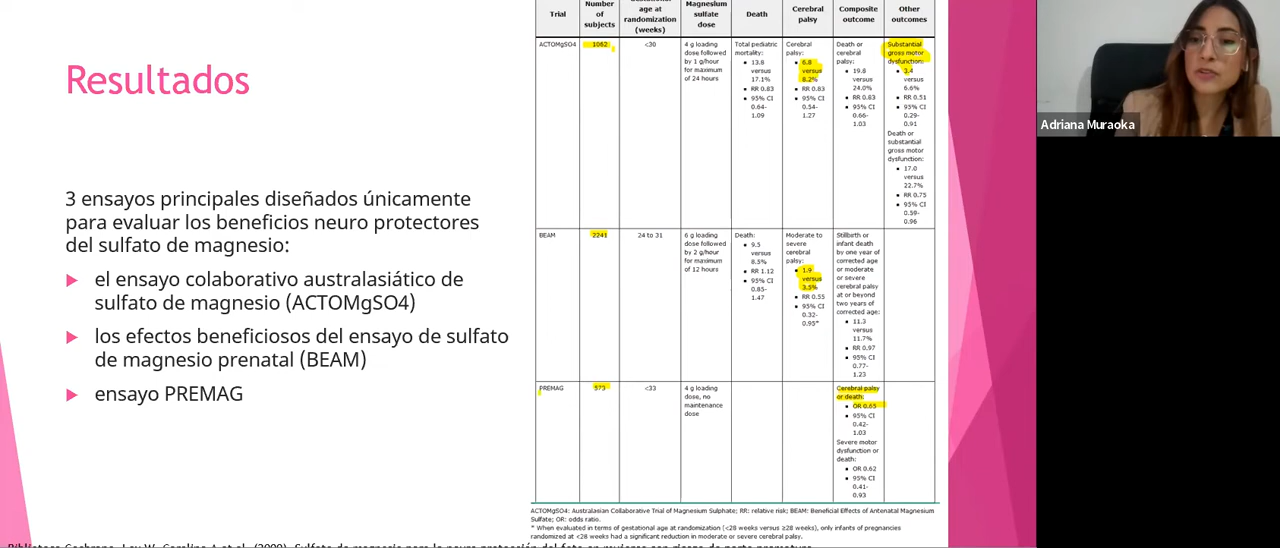 Resultados
3 ensayos principales diseñados únicamente
para evaluar los beneficios neuro protectores
del sulfato de magnesio:
el ensayo colaborativo australasiático de
sulfato de magnesio (ACTOMgSO4)
los efectos beneficiosos del ensayo de sulfato
de magnesio prenatal (BEAM)
ensayo PREMAG
Trial
Number
of
subjects
age at
randomization
(weeks)
Magnesium
sulfate
dose
Death
Cerebral
palsy
Composite
outcome
Other
outcomes
ACTOMgSO4
1062
<30
4 g loading
dose followed
by 1 g/hour
for maximum
of 24 hours
Total pediatric
mortality:
13.8
versus
17.1%
RR 0.83
95% CI
0.64-
1.09
Cerebral
palsy:
6.8
versus
8.2%
RR 0.83
95% CI
0.54-
1.27
Death or
cerebral
palsy:
19.8
versus
24.0%
RR 0.83
95% CI
0.66-
1.03
Substantial
gross motor
dysfunction:
3.4
versus
6.6%
RR 0.51
95% CI
0.29-
0.91
Death or
substantial
gross motor
dysfunction:
17.0
versus
22.7%
RR 0.75
95% CI
0.59-
0.96
BEAM
2241
24 to 31
6 g loading
dose followed
by 2 g/hour
for maximum
of 12 hours
Death:
9.5
versus
8.5%
RR 1.12
95% CI
0.85-
1.47
Moderate to
severe
cerebral
palsy:
1.9
versus
3.5%
RR 0.55
95% CI
0.32-
0.95*
Stillbirth or
infant death
by one year of
corrected age
or moderate
or severe
cerebral palsy
at or beyond
two years of
corrected age:
11.3
versus
11.7%
RR 0.97
95% CI
0.77-
1.23
PREMAG
573
<33
4 g loading
dose, no
maintenance
dose
Cerebral palsy
or death:
OR 0.65
95% CI
0.42-
1.03
Severe motor
dysfunction or
death:
OR 0.62
95% CI
0.41-
0.93
ACTOMgSO4: Australasian Collaborative Trial of Magnesium Sulphate; RR: relative risk; BEAM: Beneficial Effects of Antenatal Magnesium
Sulfate; OR: odds ratio.
* When evaluated in terms of gestational age at randomization (<28 weeks versus ≥28 weeks), only infants of pregnancies
randomized at <28 weeks had a significant reduction in moderate or severe cerebral palsy.
Adriana Muraoka